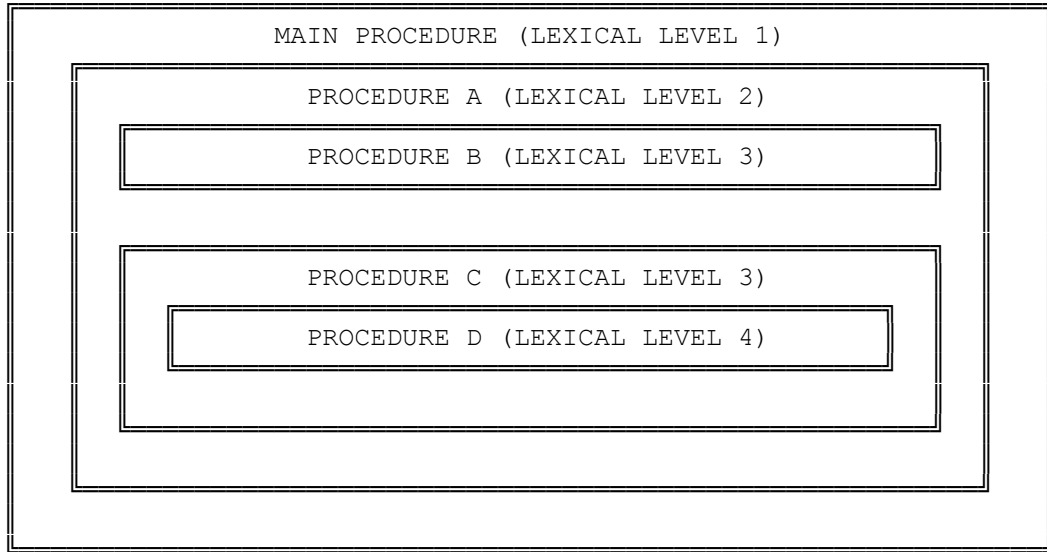 MAIN PROCEDURE (LEXICAL LEVEL 1)
PROCEDURE A (LEXICAL LEVEL 2)
PROCEDURE B (LEXICAL LEVEL 3)
PROCEDURE C (LEXICAL LEVEL 3)
PROCEDURE D (LEXICAL LEVEL 4)